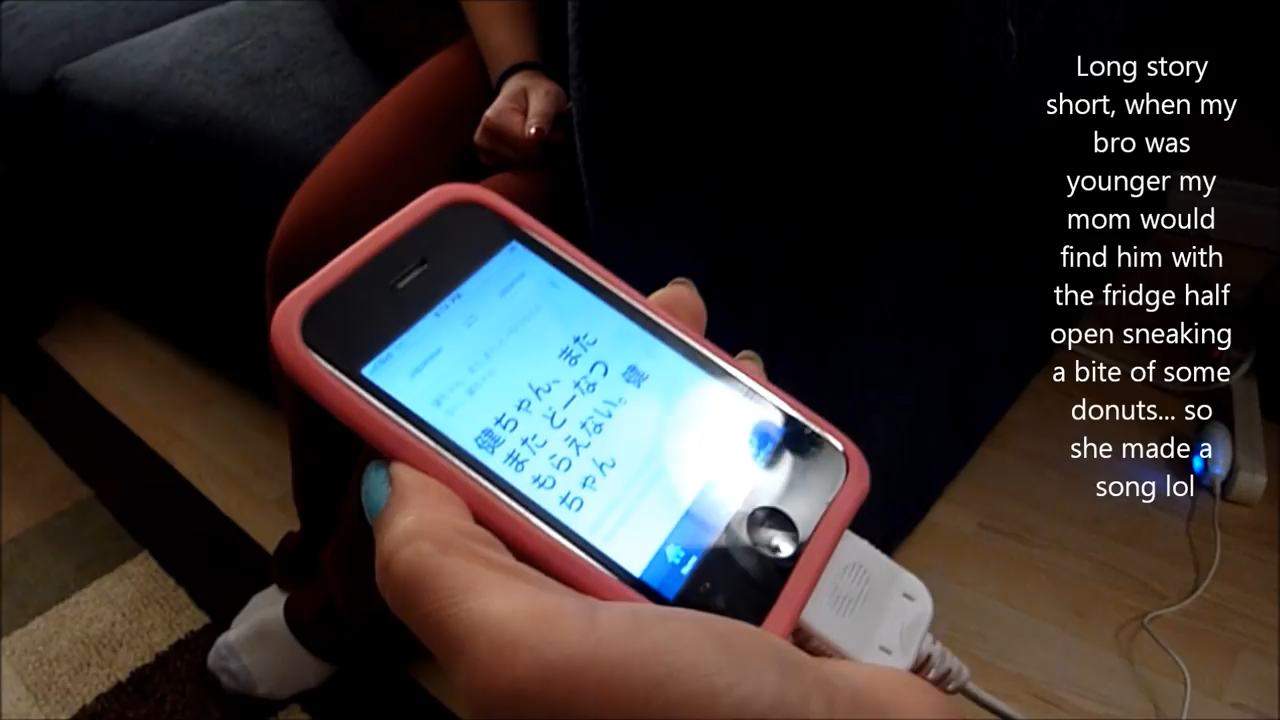 健ちゃん、また
また どーなつ
もらえない。健
ちゃん
Long story
short, when my
bro was
younger my
mom would
find him with
the fridge half
open sneaking
a bite of some
donuts... so
she made a
song lol